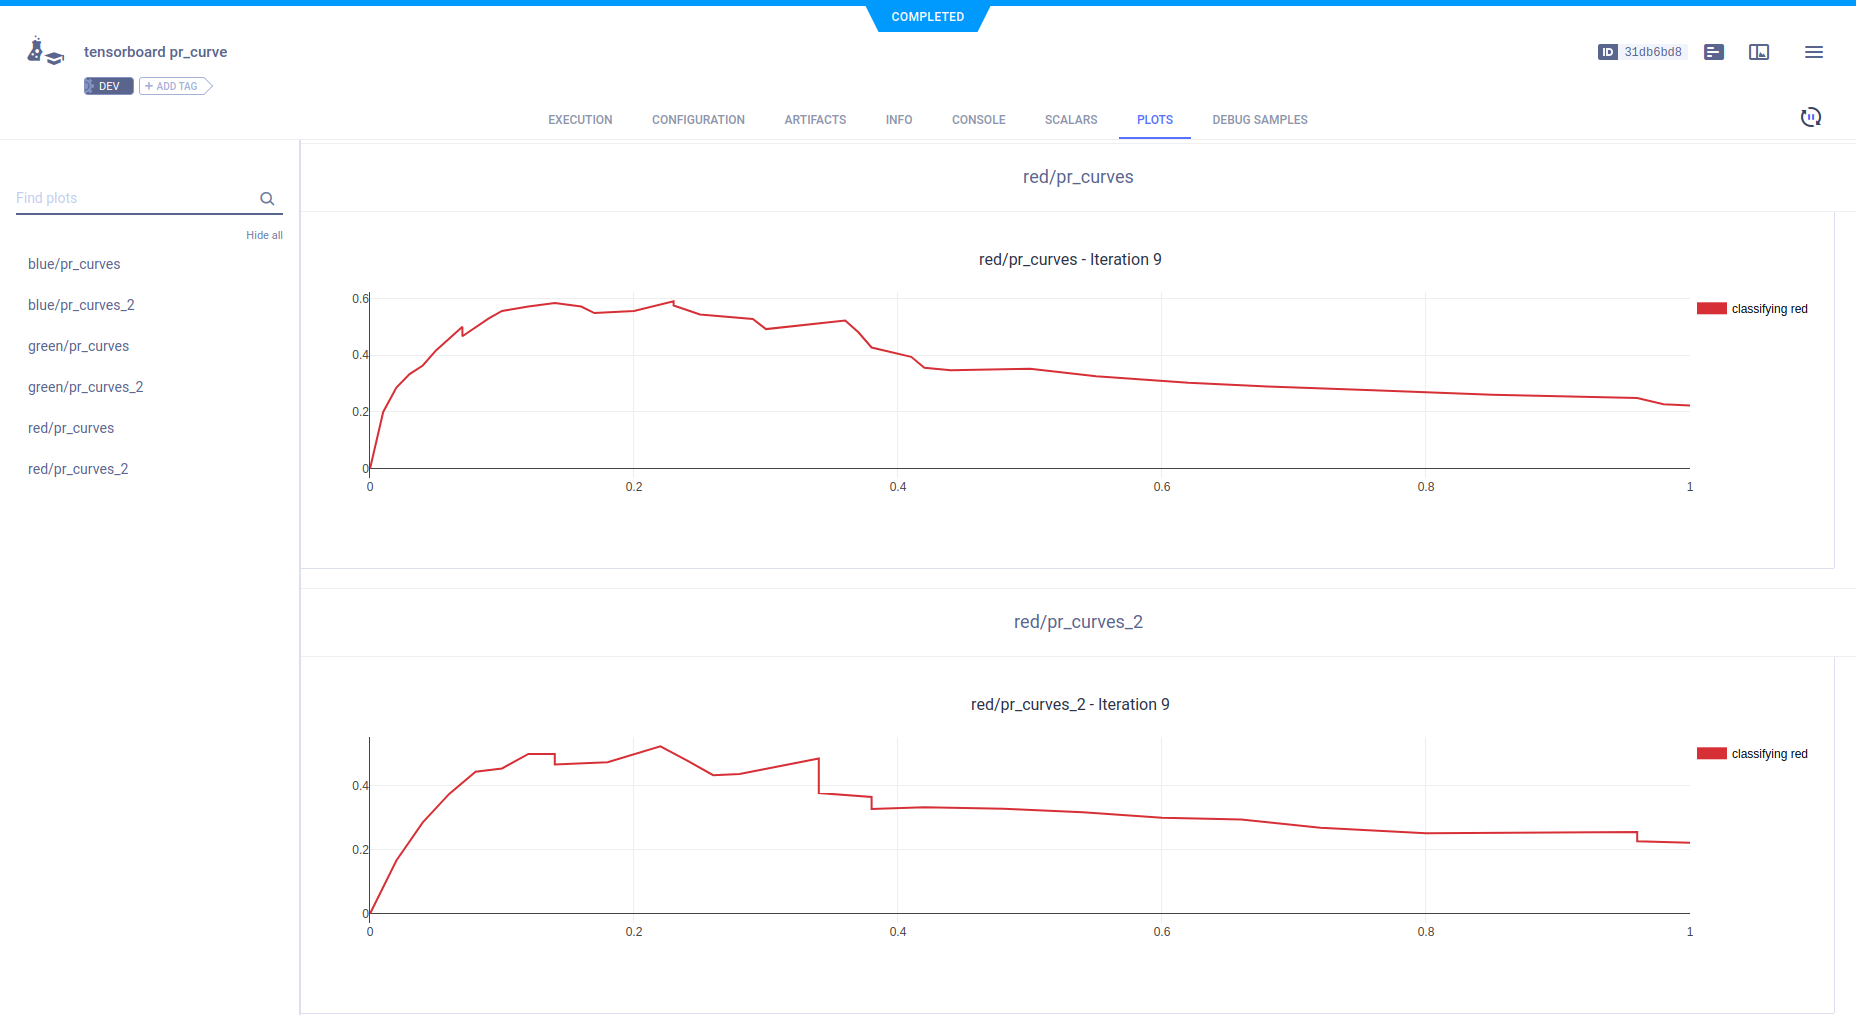 COMPLETED
tensorboard pr_curve
ID 31db6bd8
DEV + ADD TAG
EXECUTION CONFIGURATION ARTIFACTS INFO CONSOLE SCALARS PLOTS DEBUG SAMPLES
Find plots
Hide all
blue/pr_curves
blue/pr_curves_2
green/pr_curves
green/pr_curves_2
red/pr_curves
red/pr_curves_2
red/pr_curves
red/pr_curves - Iteration 9
0.6
0.4
0.2
0
0 0.2 0.4 0.6 0.8 1
classifying red
red/pr_curves_2
red/pr_curves_2 - Iteration 9
0.4
0.2
0
0 0.2 0.4 0.6 0.8 1
classifying red